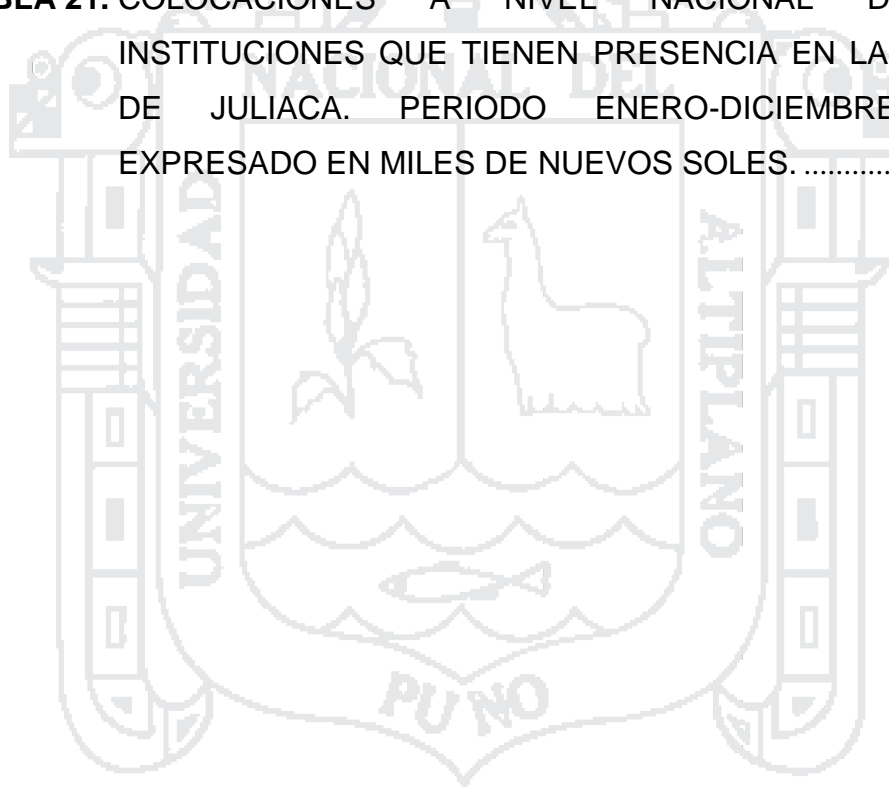 BLA 21. COLOCACIONES A NIVEL NACIONAL D
INSTITUCIONES QUE TIENEN PRESENCIA EN LA
DE JULIACA. PERIODO ENERO-DICIEMBRE
EXPRESADO EN MILES DE NUEVOS SOLES. ...........
NACIONAL DEL
UNIVERSIDAD
ALTIPLANO
PUNO